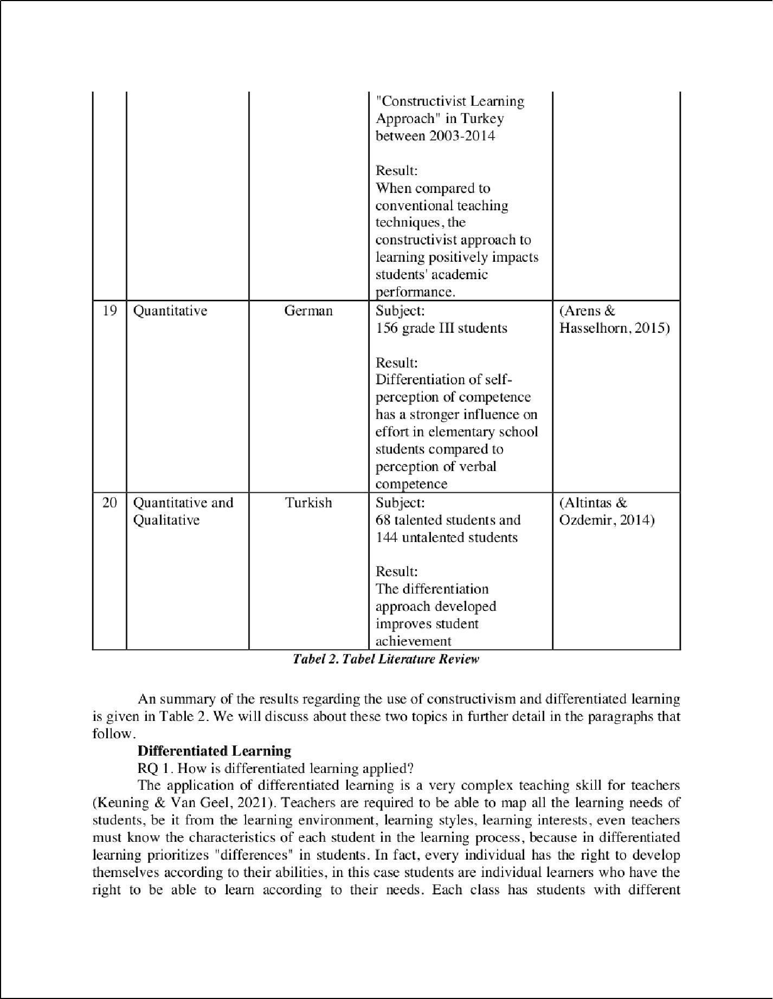 "Constructivist Learning
Approach" in Turkey
between 2003-2014
Result:
When compared to
conventional teaching
techniques, the
constructivist approach to
learning positively impacts
students' academic
performance.
19 Quantitative German Subject: (Arens &
156 grade III students Hasselhorn, 2015)
Result:
Differentiation of self-
perception of competence
has a stronger influence on
effort in elementary school
students compared to
perception of verbal
competence
20 Quantitative and Turkish Subject: (Altintas &
Qualitative 68 talented students and Ozdemir, 2014)
144 untalented students
Result:
The differentiation
approach developed
improves student
achievement
Tabel 2. Tabel Literature Review
An summary of the results regarding the use of constructivism and differentiated learning
is given in Table 2. We will discuss about these two topics in further detail in the paragraphs that
follow.
Differentiated Learning
RQ 1. How is differentiated learning applied?
The application of differentiated learning is a very complex teaching skill for teachers
(Keuning & Van Geel, 2021). Teachers are required to be able to map all the learning needs of
students, be it from the learning environment, learning styles, learning interests, even teachers
must know the characteristics of each student in the learning process, because in differentiated
learning prioritizes "differences" in students. In fact, every individual has the right to develop
themselves according to their abilities, in this case students are individual learners who have the
right to be able to learn according to their needs. Each class has students with different